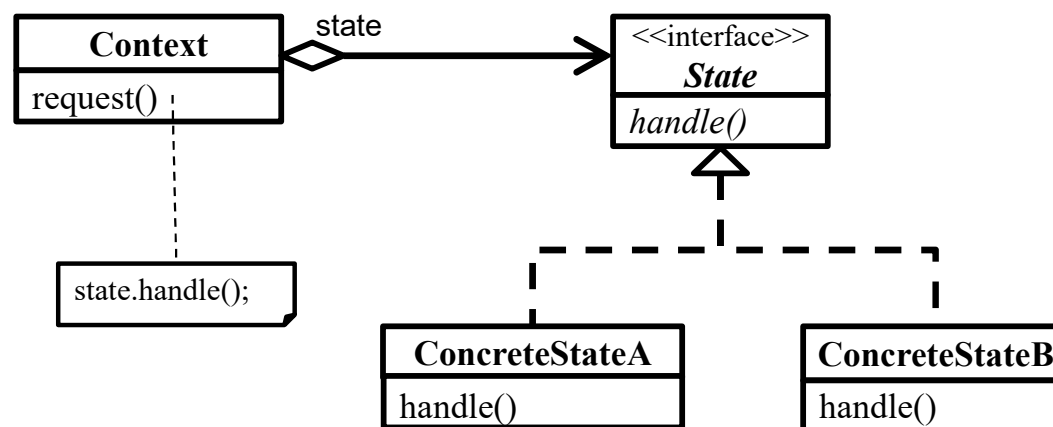 Context
request()
state
<<interface>>
State
handle()
state.handle();
ConcreteStateA
handle()
ConcreteStateB
handle()